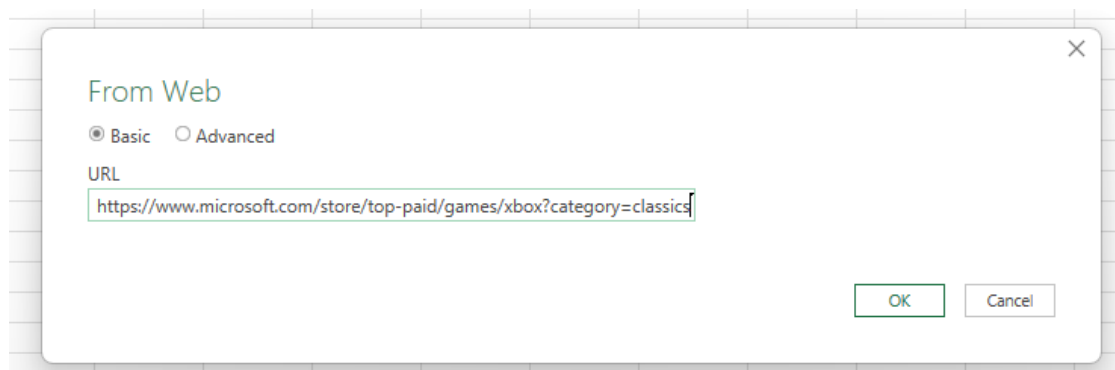 From Web
Basic Advanced
URL
https://www.microsoft.com/store/top-paid/games/xbox?category=classics
OK Cancel